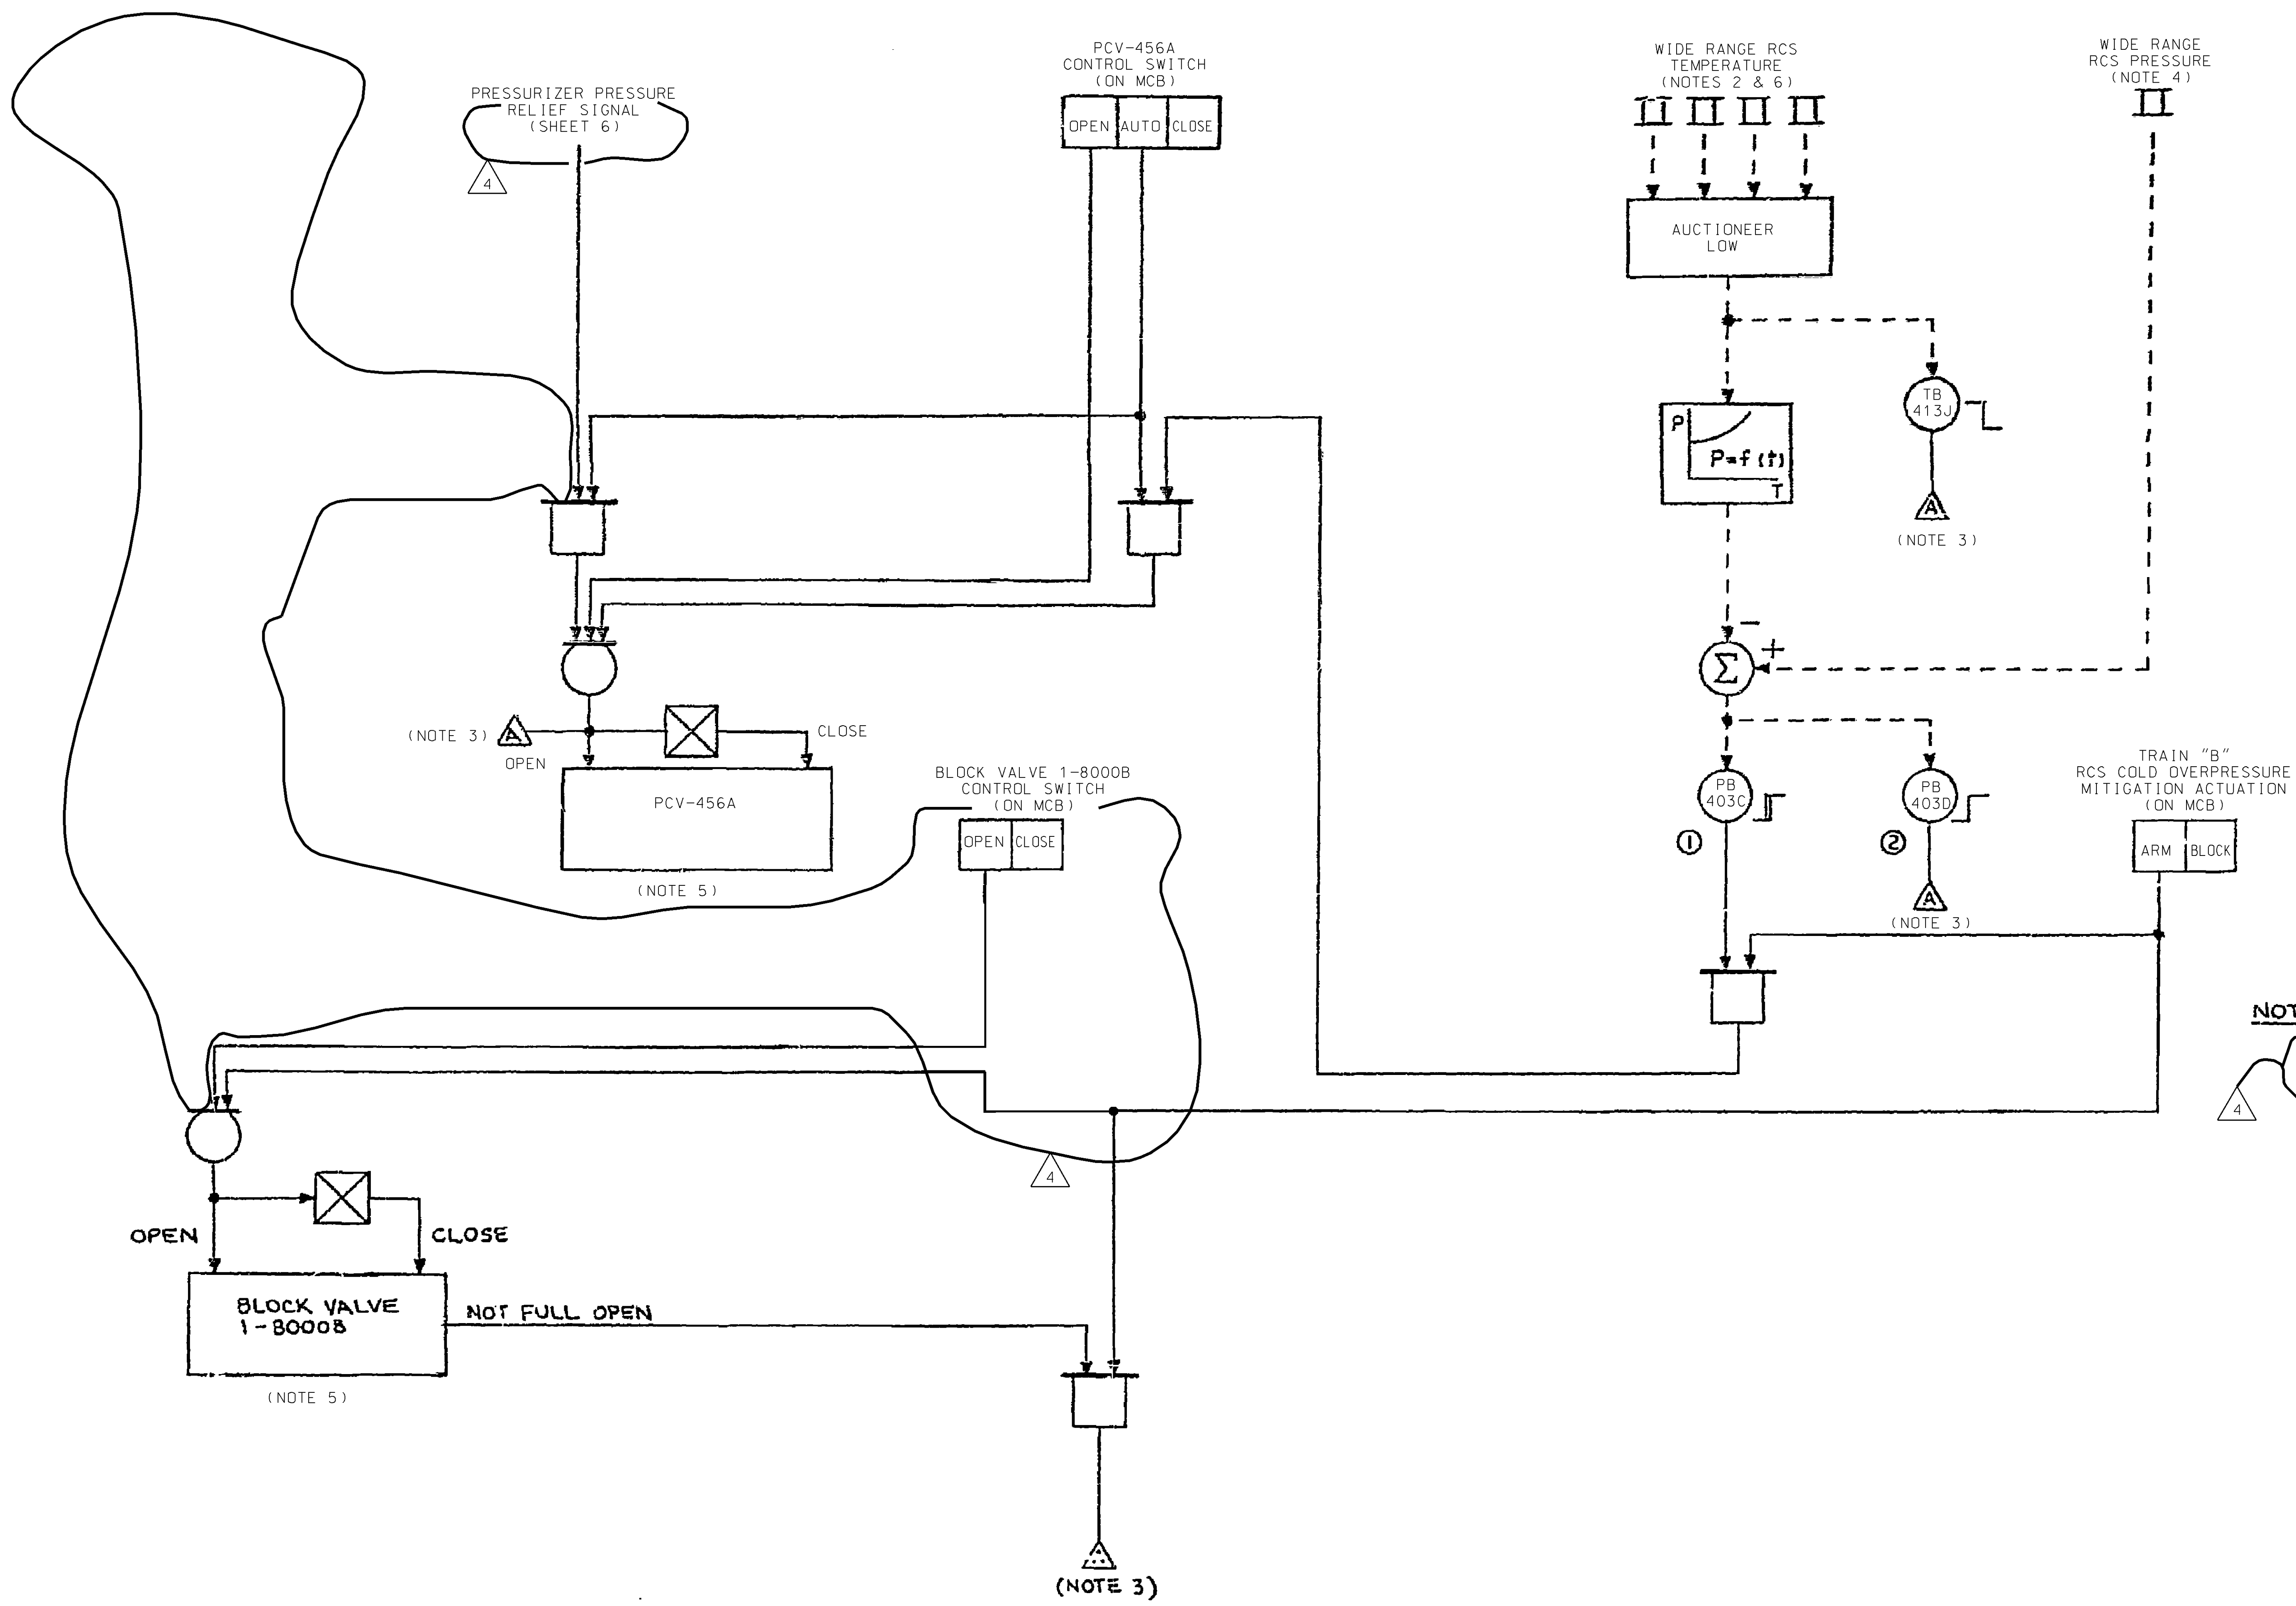 PRESSURIZER PRESSURE
RELIEF SIGNAL
(SHEET 6)
4
PCV-456A
CONTROL SWITCH
(ON MCB)
OPEN AUTO CLOSE
WIDE RANGE RCS
TEMPERATURE
(NOTES 2 & 6)
WIDE RANGE
RCS PRESSURE
(NOTE 4)
AUCTIONEER
LOW
TB
413J
A
(NOTE 3)
P
P=f(t)
T
−
+
Σ
(NOTE 3) A
OPEN
CLOSE
PCV-456A
(NOTE 5)
BLOCK VALVE 1-8000B
CONTROL SWITCH
(ON MCB)
OPEN CLOSE
PB
403C
1
PB
403D
2
A
(NOTE 3)
TRAIN "B"
RCS COLD OVERPRESSURE
MITIGATION ACTUATION
(ON MCB)
ARM BLOCK
NOT
4
4
OPEN
CLOSE
BLOCK VALVE
1-8000B
NOT FULL OPEN
(NOTE 5)
(NOTE 3)